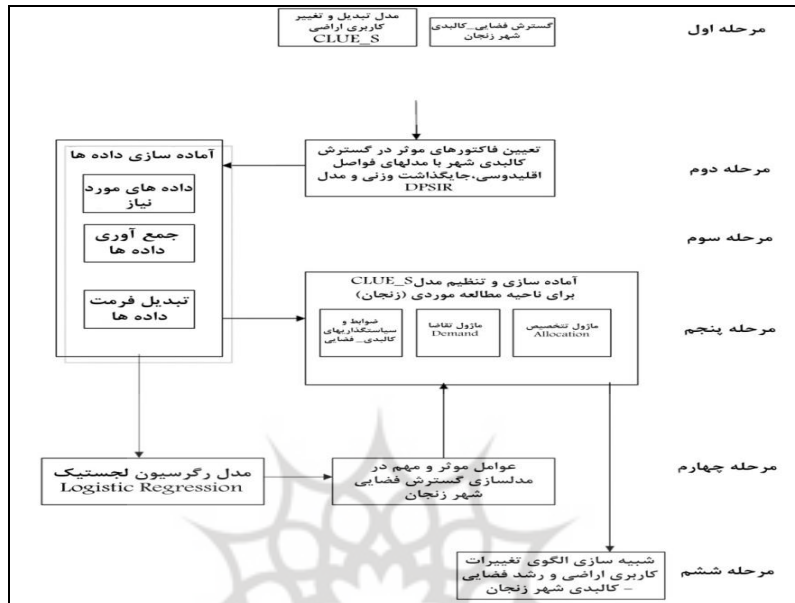 مرحله اول
گسترش فضایی_کالبدی
شهر زنجان
مدل تبدیل و تغییر
کاربری اراضی
CLUE_S
مرحله دوم
تعیین فاکتورهای موثر در گسترش
کالبدی شهر با مدلهای فواصل
اقلیدوسی،جایگذاشت وزنی و مدل
DPSIR
آماده سازی داده ها
داده های مورد
نیاز
جمع آوری
داده ها
تبدیل فرمت
داده ها
مرحله سوم
مرحله پنجم
آماده سازی و تنظیم مدلCLUE_S
برای ناحیه مطالعه موردی (زنجان)
ماژول تتخصیص
Allocation
ماژول تقاضا
Demand
ضوابط و
سیاستگذاریهای
کالبدی_فضایی
مرحله چهارم
عوامل موثر و مهم در
مدلسازی گسترش فضایی
شهر زنجان
مدل رگرسیون لجستیک
Logistic Regression
مرحله ششم
شبیه سازی الگوی تغییرات
کاربری اراضی و رشد فضایی
– کالبدی شهر زنجان